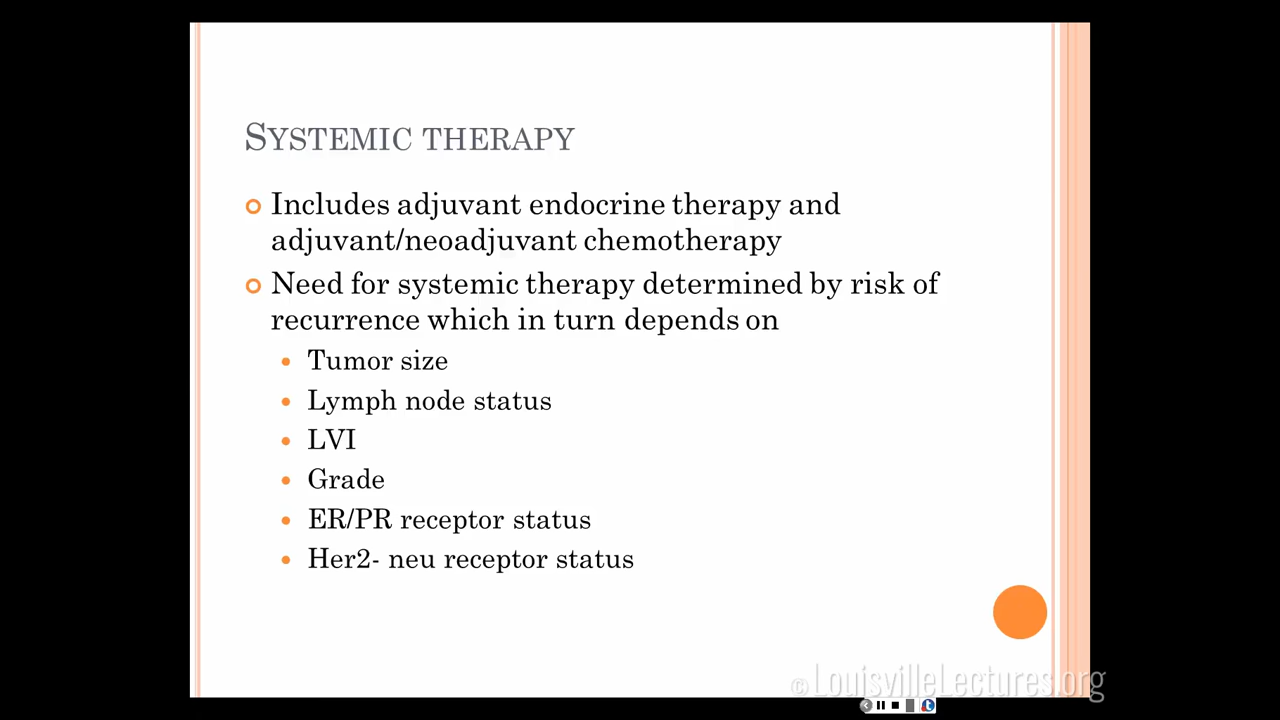 SYSTEMIC THERAPY
Includes adjuvant endocrine therapy and
adjuvant/neoadjuvant chemotherapy
Need for systemic therapy determined by risk of
recurrence which in turn depends on
Tumor size
Lymph node status
LVI
Grade
ER/PR receptor status
Her2- neu receptor status
© LouisvilleLectures.org